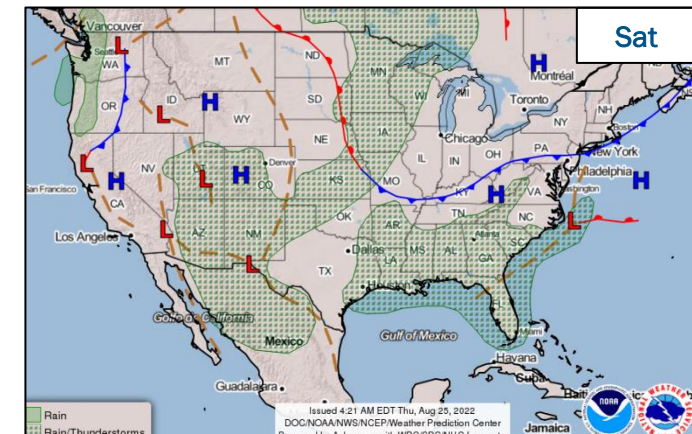 Sat
Vancouver
Seattle
WA
MT
ND
MN
Montréal
OR
ID
SD
WI
MI
Toronto
NH
WY
NY
Boston
NE
IA
Chicago
PA
New York
NV
UT
Denver
IL
IN
OH
Philadelphia
San Francisco
CA
CO
KS
MO
KY
VA
Washington
Los Angeles
AZ
NM
OK
AR
TN
NC
Atlanta
SC
Dallas
LA
MS
AL
GA
TX
Houston
FL
Golfo de California
Gulf of Mexico
Miami
Mexico
Havana
Cuba
Guadalajara
Haiti
Jamaica
H
H
H
H
H
H
L
L
L
L
L
L
L
Rain
Rain/Thunderstorms
Issued 4:21 AM EDT Thu, Aug 25, 2022
DOC/NOAA/NWS/NCEP/Weather Prediction Center
NOAA